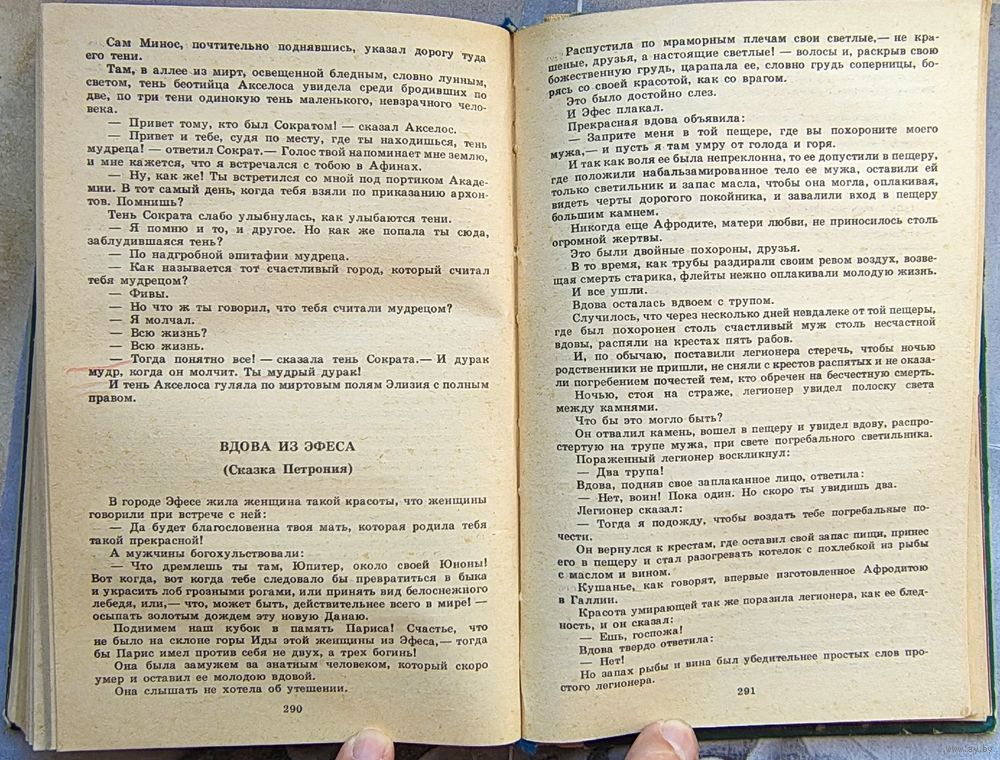 Сам Минос, почтительно поднявшись, указал дорогу туда
его тени.
Там, в аллее из мирт, освещенной бледным, словно лунным,
светом, тень беотийца Акселоса увидела среди бродивших по
две, по три тени одинокую тень маленького, невзрачного чело-
века.
— Привет тому, кто был Сократом! — сказал Акселос.
— Привет и тебе, судя по месту, где ты находишься, тень
мудреца! — ответил Сократ.— Голос твой напоминает мне землю,
и мне кажется, что я встречался с тобою в Афинах.
— Ну, как же! Ты встретился со мной под портиком Акаде-
мии. В тот самый день, когда тебя взяли по приказанию архон-
тов. Помнишь?
Тень Сократа слабо улыбнулась, как улыбаются тени.
— Я помню и то, и другое. Но как же попала ты сюда,
заблудившаяся тень?
— По надгробной эпитафии мудреца.
— Как называется тот счастливый город, который считал
тебя мудрецом?
— Фивы.
— Но что ж ты говорил, что тебя считали мудрецом?
— Я молчал.
— Всю жизнь?
— Всю жизнь.
— Тогда понятно все! — сказала тень Сократа.— И дурак
мудр, когда он молчит. Ты мудрый дурак!
И тень Акселоса гуляла по миртовым полям Элизия с полным
правом.
ВДОВА ИЗ ЭФЕСА
(Сказка Петрония)
В городе Эфесе жила женщина такой красоты, что женщины
говорили при встрече с ней:
— Да будет благословенна твоя мать, которая родила тебя
такой прекрасной!
А мужчины богохульствовали:
— Что дремлешь ты там, Юпитер, около своей Юноны!
Вот когда, вот когда тебе следовало бы превратиться в быка
и украсить лоб грозными рогами, или принять вид белоснежного
лебедя, или,— что, может быть, действительнее всего в мире! —
осыпать золотым дождем эту новую Данаю.
Поднимем наш кубок в память Париса! Счастье, что
не было на склоне горы Иды этой женщины из Эфеса,— тогда
бы Парис имел против себя не двух, а трех богинь!
Она была замужем за знатным человеком, который скоро
умер и оставил ее молодою вдовой.
Она слышать не хотела об утешении.
290
Распустила по мраморным плечам свои светлые,— не кра-
шеные, друзья, а настоящие светлые! — волосы и, раскрыв свою
божественную грудь, царапала ее, словно грудь соперницы, бо-
рясь со своей красотой, как со врагом.
Это было достойно слез.
И Эфес плакал.
Прекрасная вдова объявила:
— Заприте меня в той пещере, где вы похороните моего
мужа,— и пусть я там умру от голода и горя.
И так как воля ее была непреклонна, то ее допустили в пещеру,
где положили набальзамированное тело ее мужа, оставили ей
только светильник и запас масла, чтобы она могла, оплакивая,
видеть черты дорогого покойника, и завалили вход в пещеру
большим камнем.
Никогда еще Афродите, матери любви, не приносилось столь
огромной жертвы.
Это были двойные похороны, друзья.
В то время, как трубы раздирали своим ревом воздух, возве-
щая смерть старика, флейты нежно оплакивали молодую жизнь.
И все ушли.
Вдова осталась вдвоем с трупом.
Случилось, что через несколько дней невдалеке от той пещеры,
где был похоронен столь счастливый муж столь несчастной
вдовы, распяли на крестах пять рабов.
И, по обычаю, поставили легионера стеречь, чтобы ночью
родственники не пришли, не сняли с крестов распятых и не оказа-
ли погребением почестей тем, кто обречен на бесчестную смерть.
Ночью, стоя на страже, легионер увидел полоску света
между камнями.
Что бы это могло быть?
Он отвалил камень, вошел в пещеру и увидел вдову, распро-
стертую на трупе мужа, при свете погребального светильника.
Пораженный легионер воскликнул:
— Два трупа!
Вдова, подняв свое заплаканное лицо, ответила:
— Нет, воин! Пока один. Но скоро ты увидишь два.
Легионер сказал:
— Тогда я подожду, чтобы воздать тебе погребальные по-
чести.
Он вернулся к крестам, где оставил свой запас пищи, принес
его в пещеру и стал разогревать котелок с похлебкой из рыбы
с маслом и вином.
Кушанье, как говорят, впервые изготовленное Афродитою
в Галлии.
Красота умирающей так же поразила легионера, как ее блед-
ность, и он сказал:
— Ешь, госпожа!
Вдова твердо ответила:
— Нет!
Но запах рыбы и вина был убедительнее простых слов про-
стого легионера.
291
www.ay.by